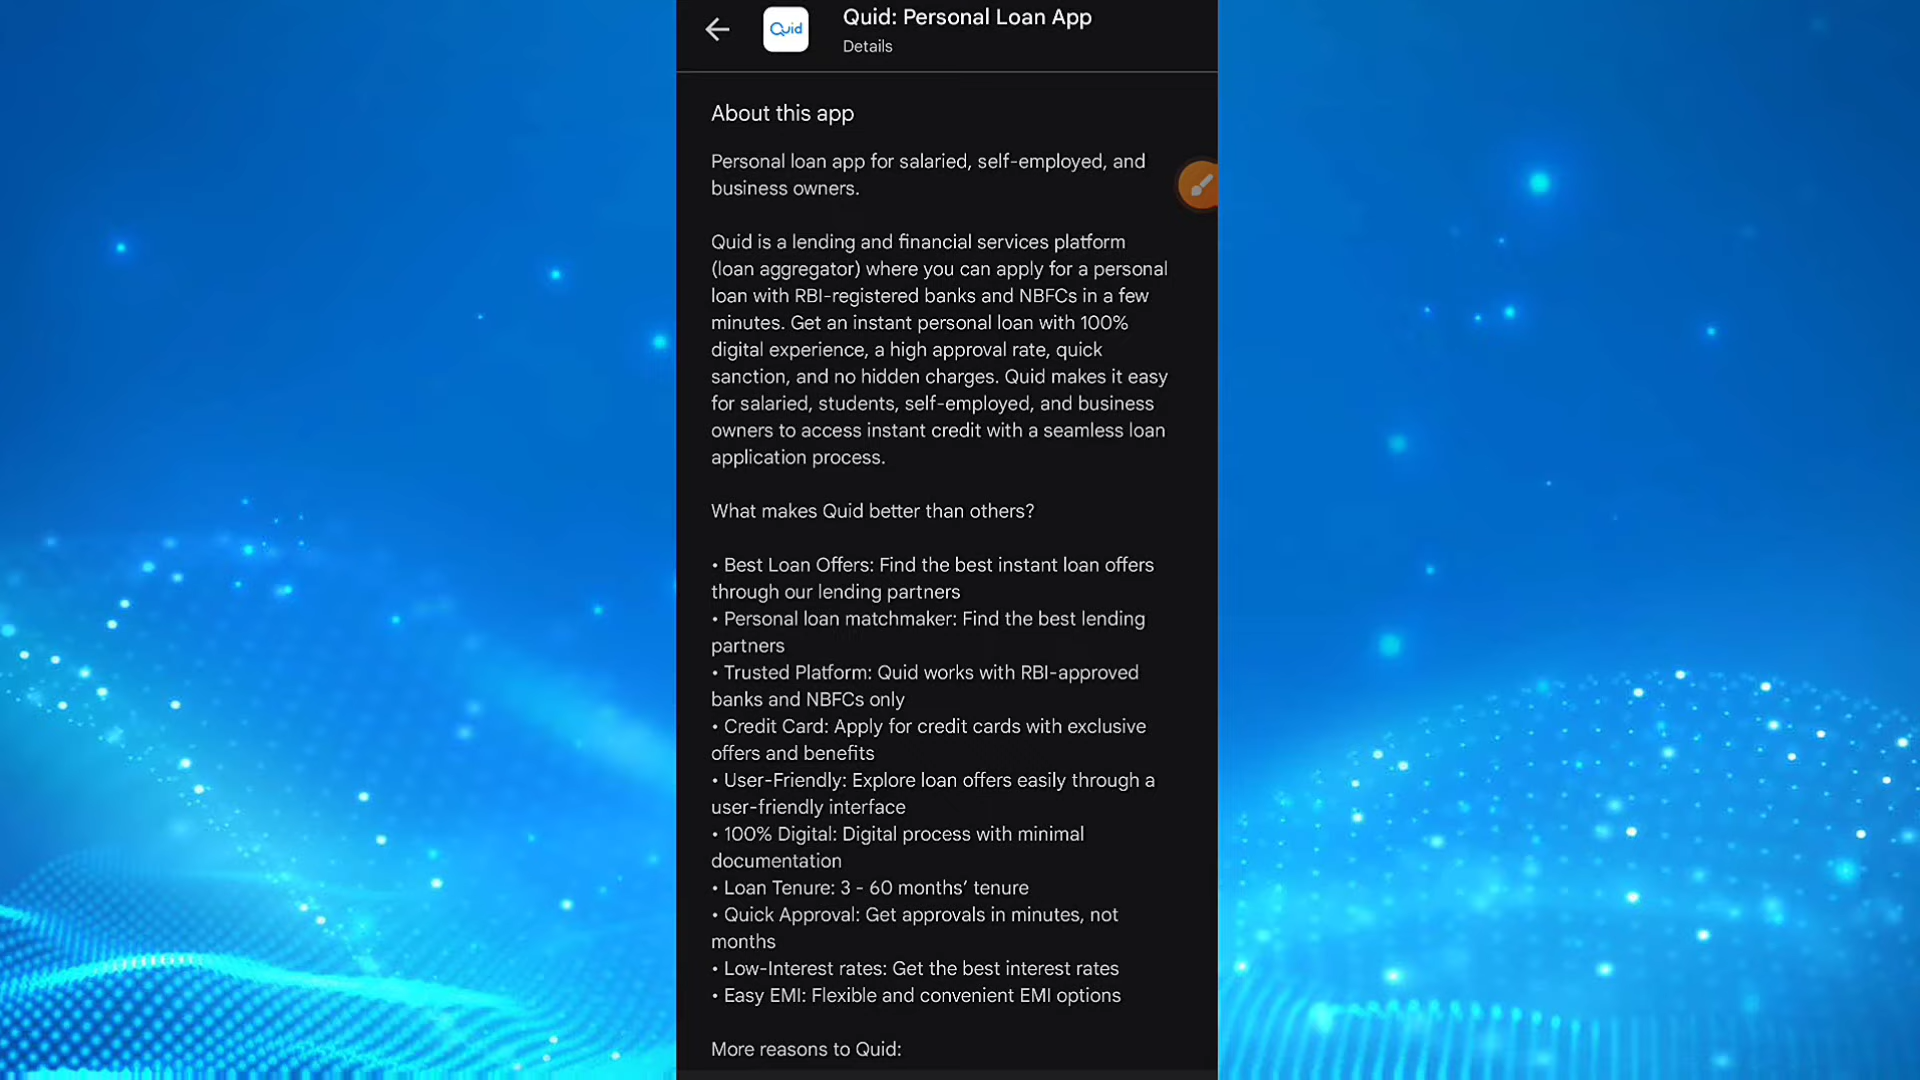 Quid
Quid: Personal Loan App
Details
About this app
Personal loan app for salaried, self-employed, and
business owners.
Quid is a lending and financial services platform
(loan aggregator) where you can apply for a personal
loan with RBI-registered banks and NBFCs in a few
minutes. Get an instant personal loan with 100%
digital experience, a high approval rate, quick
sanction, and no hidden charges. Quid makes it easy
for salaried, students, self-employed, and business
owners to access instant credit with a seamless loan
application process.
What makes Quid better than others?
• Best Loan Offers: Find the best instant loan offers
through our lending partners
• Personal loan matchmaker: Find the best lending
partners
• Trusted Platform: Quid works with RBI-approved
banks and NBFCs only
• Credit Card: Apply for credit cards with exclusive
offers and benefits
• User-Friendly: Explore loan offers easily through a
user-friendly interface
• 100% Digital: Digital process with minimal
documentation
• Loan Tenure: 3 - 60 months’ tenure
• Quick Approval: Get approvals in minutes, not
months
• Low-Interest rates: Get the best interest rates
• Easy EMI: Flexible and convenient EMI options
More reasons to Quid: